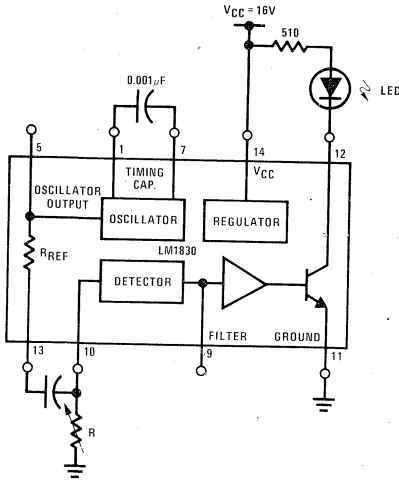 VCC = 16V
510
LED
0.001μF
5
1
7
14
12
TIMING
CAP.
VCC
OSCILLATOR
OUTPUT
OSCILLATOR
REGULATOR
LM1830
RREF
DETECTOR
FILTER
GROUND
13
10
9
11
R